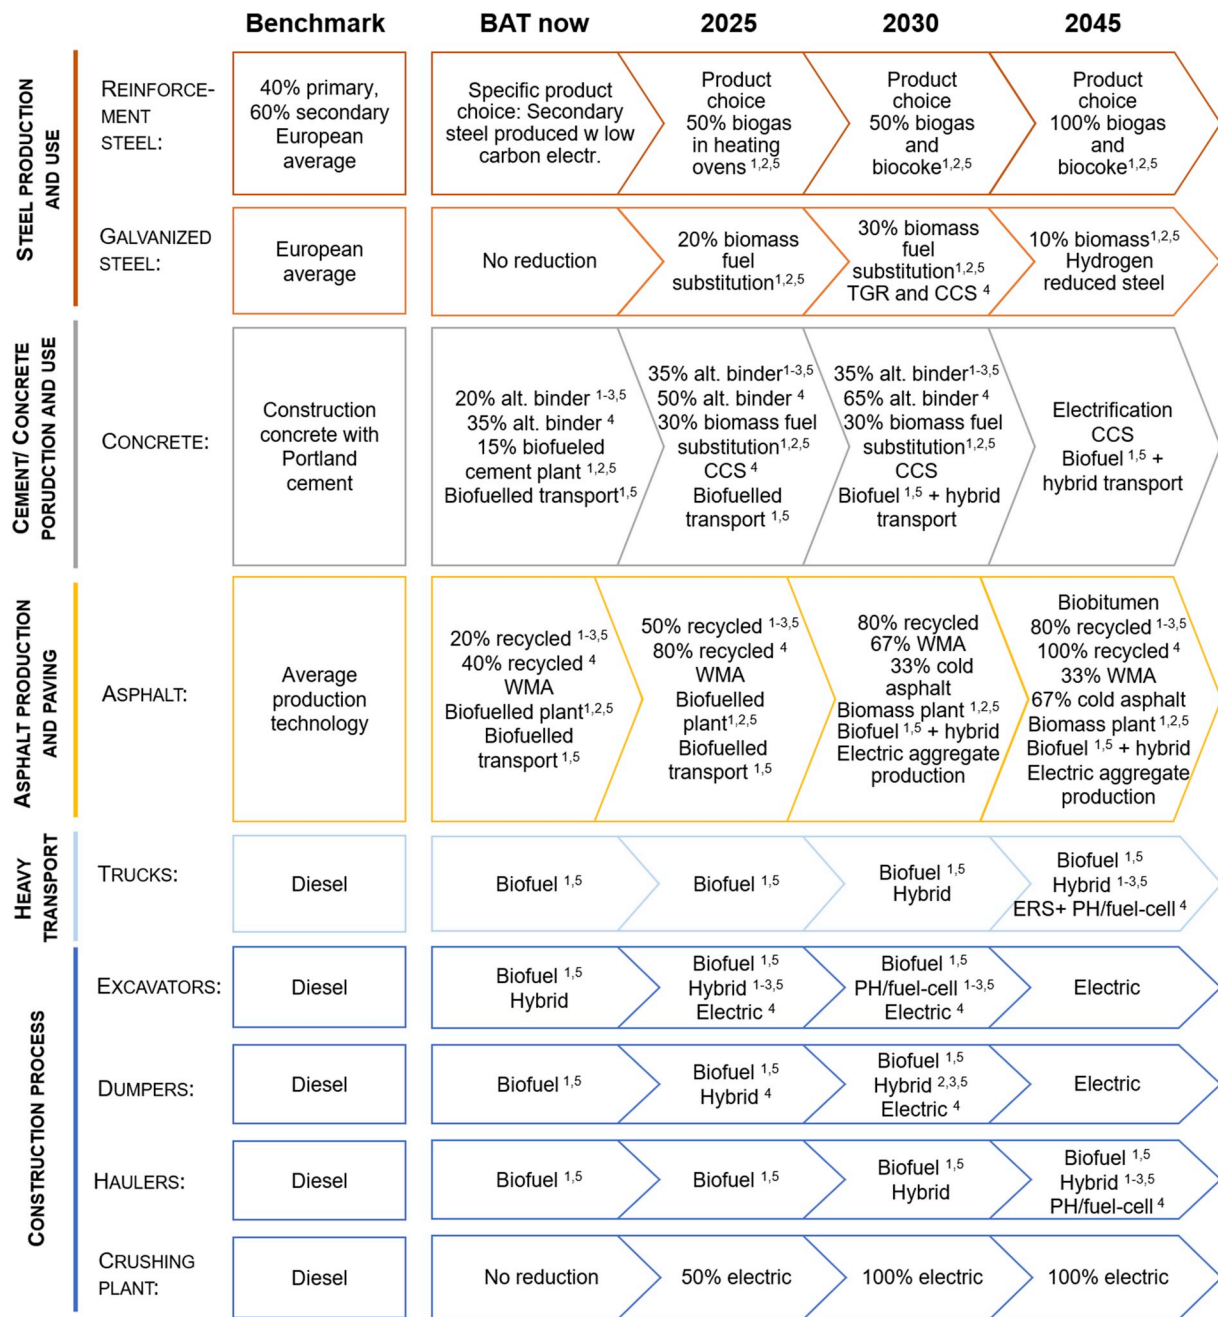 Benchmark
BAT now
2025
2030
2045
STEEL PRODUCTION
AND USE
REINFORCE-
MENT
STEEL:
40% primary,
60% secondary
European
average
Specific product
choice: Secondary
steel produced w low
carbon electr.
Product
choice
50% biogas
in heating
ovens 1,2,5
Product
choice
50% biogas
and
biocoke1,2,5
Product
choice
100% biogas
and
biocoke1,2,5
GALVANIZED
STEEL:
European
average
No reduction
20% biomass
fuel
substitution1,2,5
30% biomass
fuel
substitution1,2,5
TGR and CCS 4
10% biomass1,2,5
Hydrogen
reduced steel
CEMENT/ CONCRETE
PORUDCTION AND USE
CONCRETE:
Construction
concrete with
Portland
cement
20% alt. binder 1-3,5
35% alt. binder 4
15% biofueled
cement plant 1,2,5
Biofuelled transport1,5
35% alt. binder1-3,5
50% alt. binder 4
30% biomass fuel
substitution1,2,5
CCS 4
Biofuelled
transport 1,5
35% alt. binder1-3,5
65% alt. binder 4
30% biomass fuel
substitution1,2,5
CCS
Biofuel 1,5 + hybrid
transport
Electrification
CCS
Biofuel 1,5 +
hybrid transport
ASPHALT PRODUCTION
AND PAVING
ASPHALT:
Average
production
technology
20% recycled 1-3,5
40% recycled 4
WMA
Biofuelled plant1,2,5
Biofuelled
transport 1,5
50% recycled 1-3,5
80% recycled 4
WMA
Biofuelled
plant1,2,5
Biofuelled
transport 1,5
80% recycled
67% WMA
33% cold
asphalt
Biomass plant 1,2,5
Biofuel 1,5 + hybrid
Electric aggregate
production
Biobitumen
80% recycled 1-3,5
100% recycled 4
33% WMA
67% cold asphalt
Biomass plant 1,2,5
Biofuel 1,5 + hybrid
Electric aggregate
production
HEAVY
TRANSPORT
TRUCKS:
Diesel
Biofuel 1,5
Biofuel 1,5
Biofuel 1,5
Hybrid
Biofuel 1,5
Hybrid 1-3,5
ERS+ PH/fuel-cell 4
CONSTRUCTION PROCESS
EXCAVATORS:
Diesel
Biofuel 1,5
Hybrid
Biofuel 1,5
Hybrid 1-3,5
Electric 4
Biofuel 1,5
PH/fuel-cell 1-3,5
Electric 4
Electric
DUMPERS:
Diesel
Biofuel 1,5
Biofuel 1,5
Hybrid 4
Biofuel 1,5
Hybrid 2,3,5
Electric 4
Electric
HAULERS:
Diesel
Biofuel 1,5
Biofuel 1,5
Biofuel 1,5
Hybrid
Biofuel 1,5
Hybrid 1-3,5
PH/fuel-cell 4
CRUSHING
PLANT:
Diesel
No reduction
50% electric
100% electric
100% electric